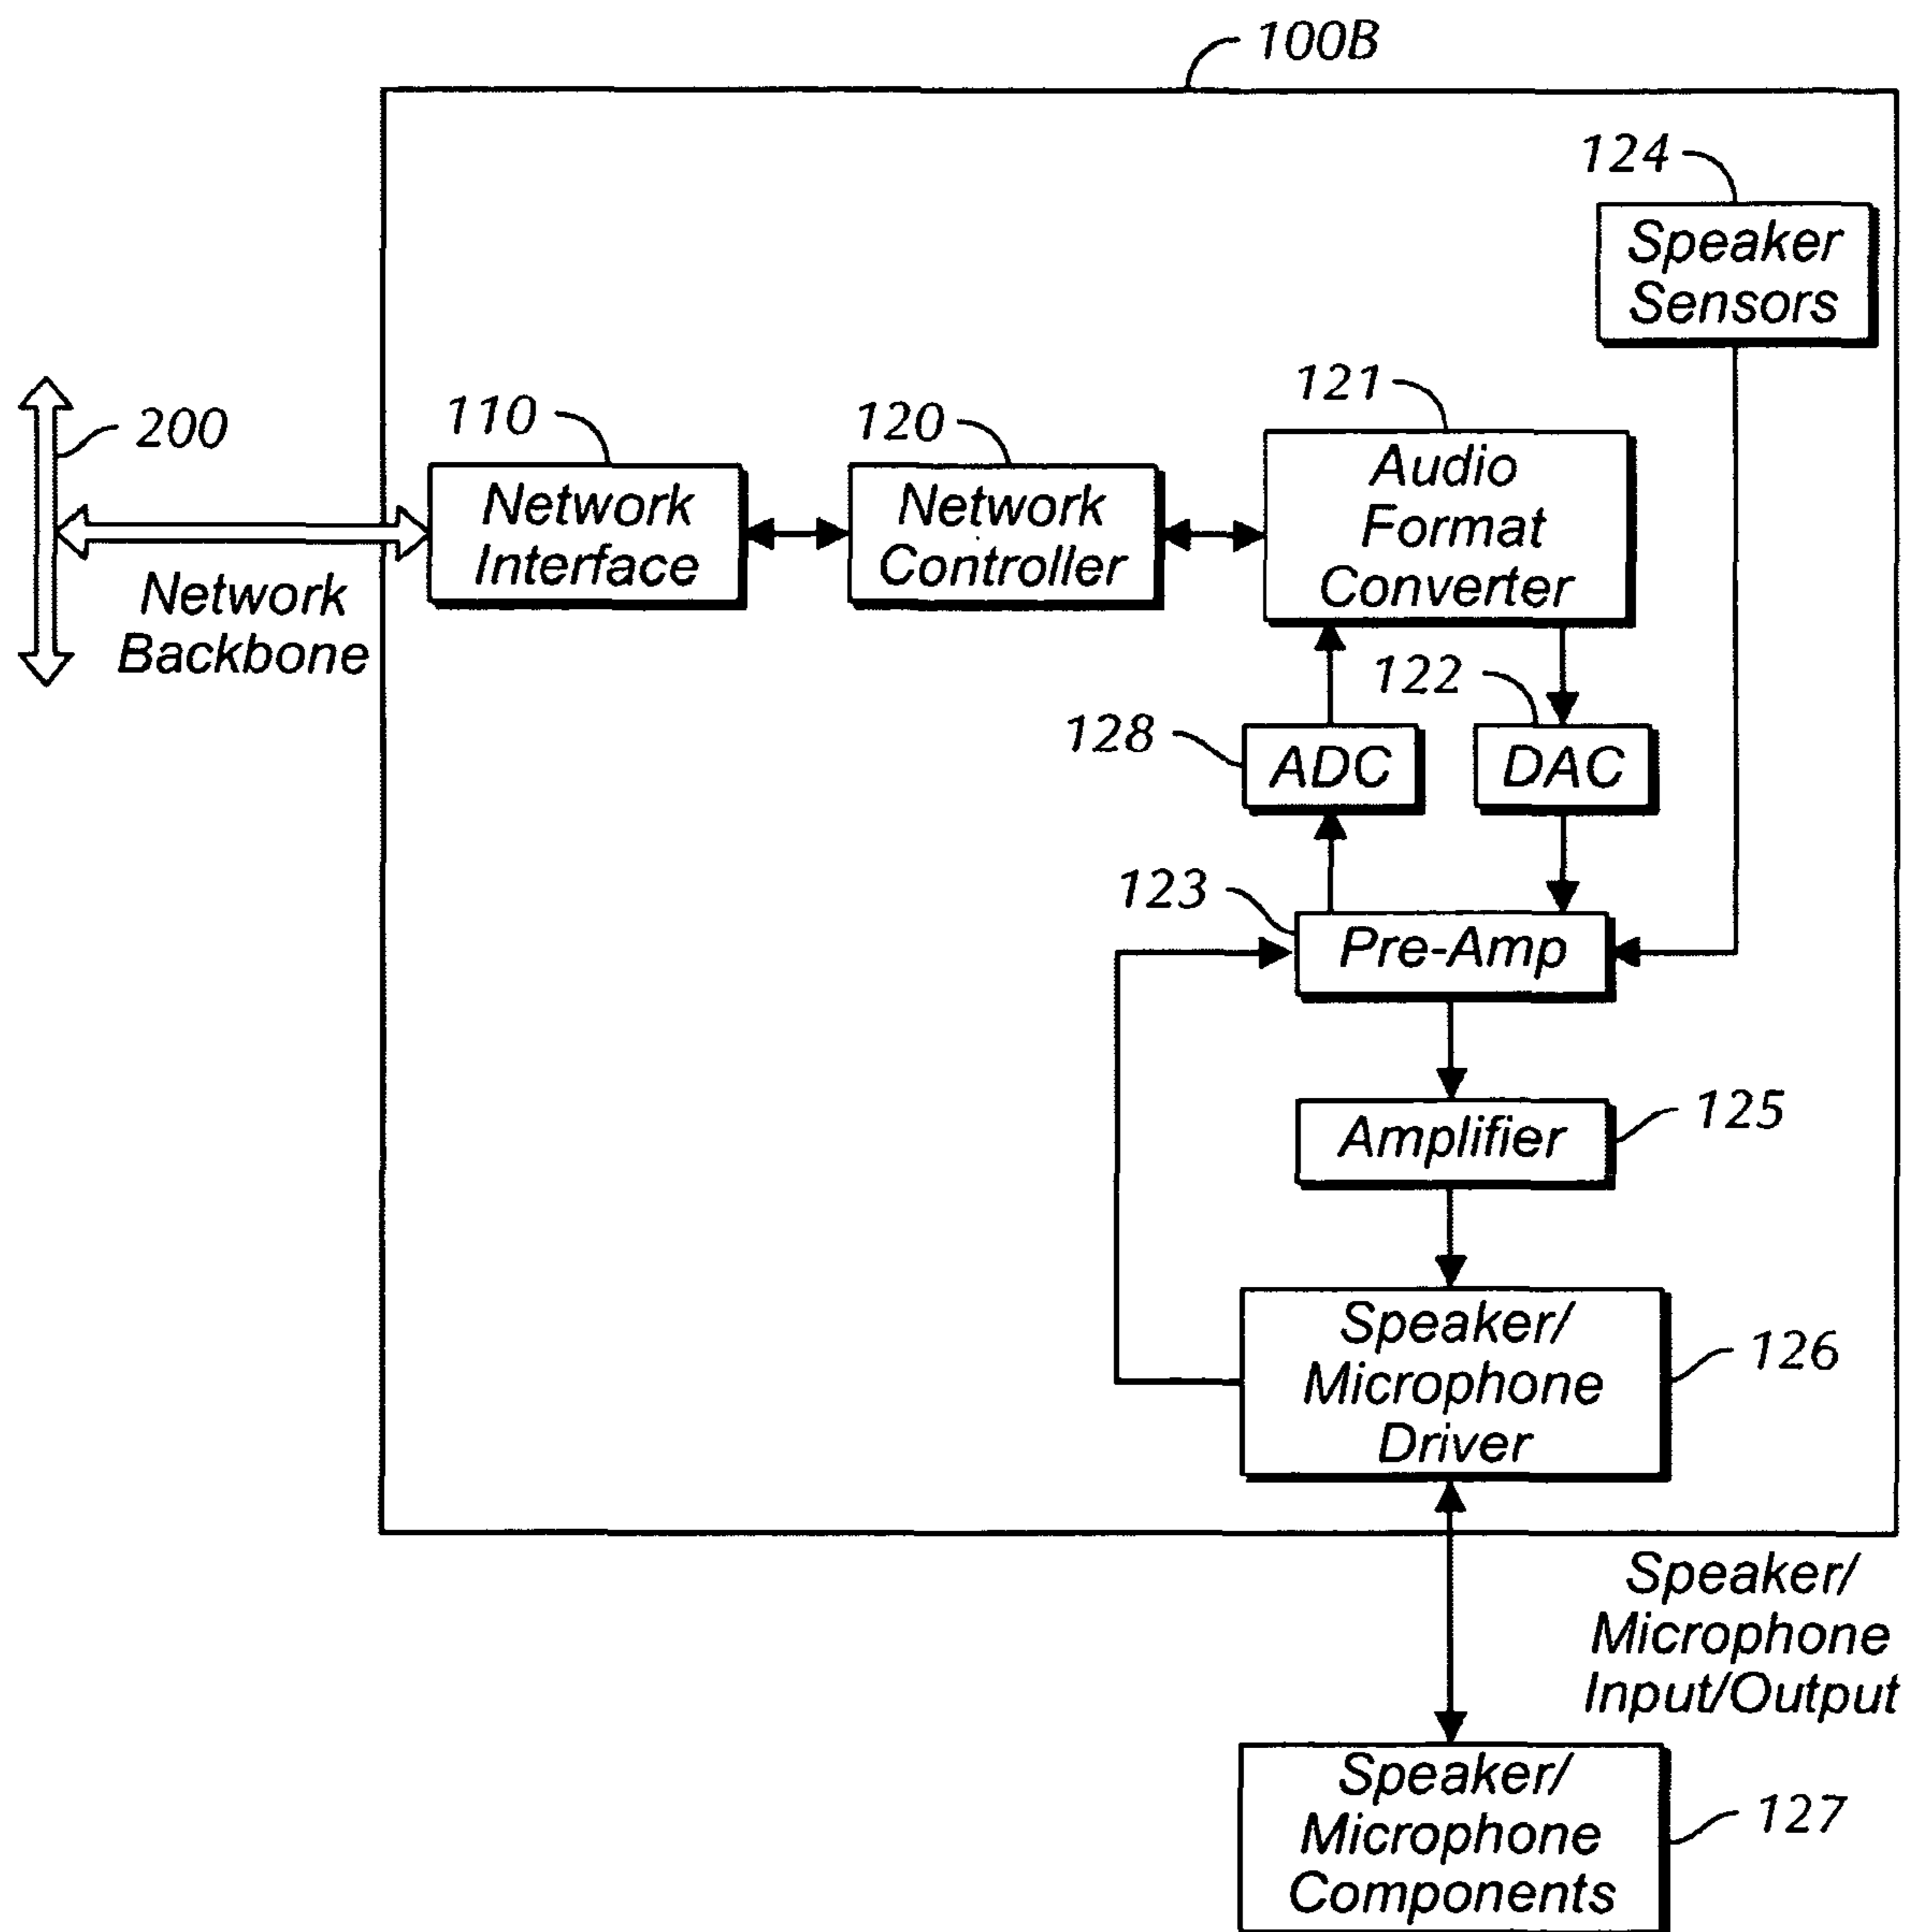 100B
124
Speaker
Sensors
200
110
Network
Interface
120
Network
Controller
121
Audio
Format
Converter
Network
Backbone
128
ADC
122
DAC
123
Pre-Amp
Amplifier
125
Speaker/
Microphone
Driver
126
Speaker/
Microphone
Input/Output
Speaker/
Microphone
Components
127